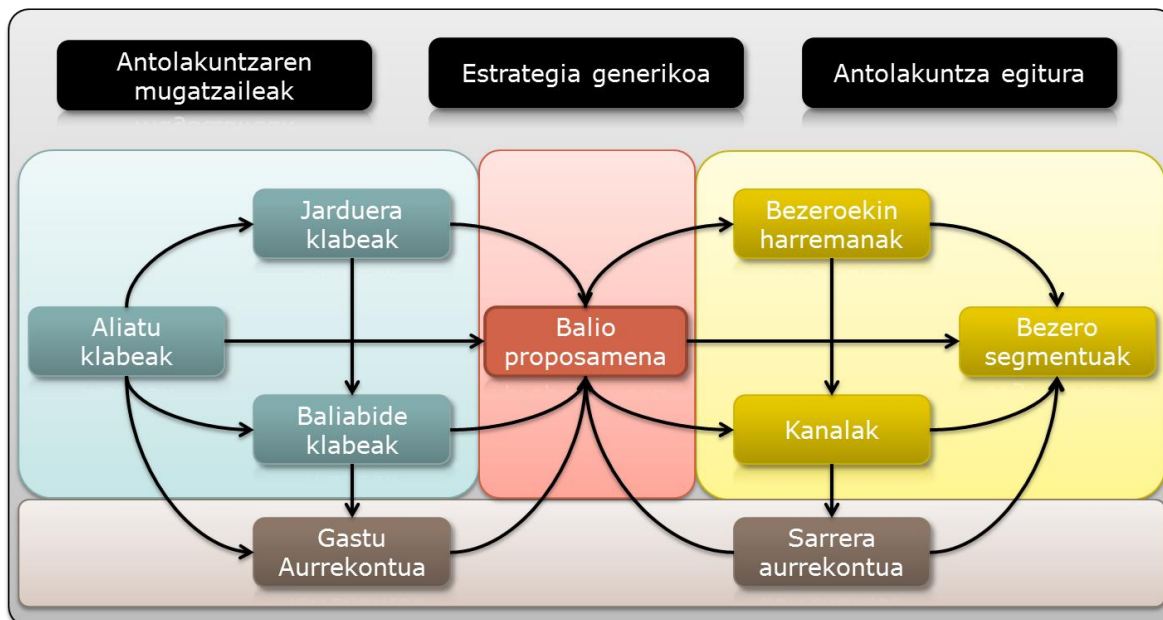 Antolakuntzaren
mugatzaileak
Estrategia generikoa
Antolakuntza egitura
Jarduera
klabeak
Bezeroekin
harremanak
Aliatu
klabeak
Balio
proposamena
Bezero
segmentuak
Baliabide
klabeak
Kanalak
Gastu
Aurrekontua
Sarrera
aurrekontua